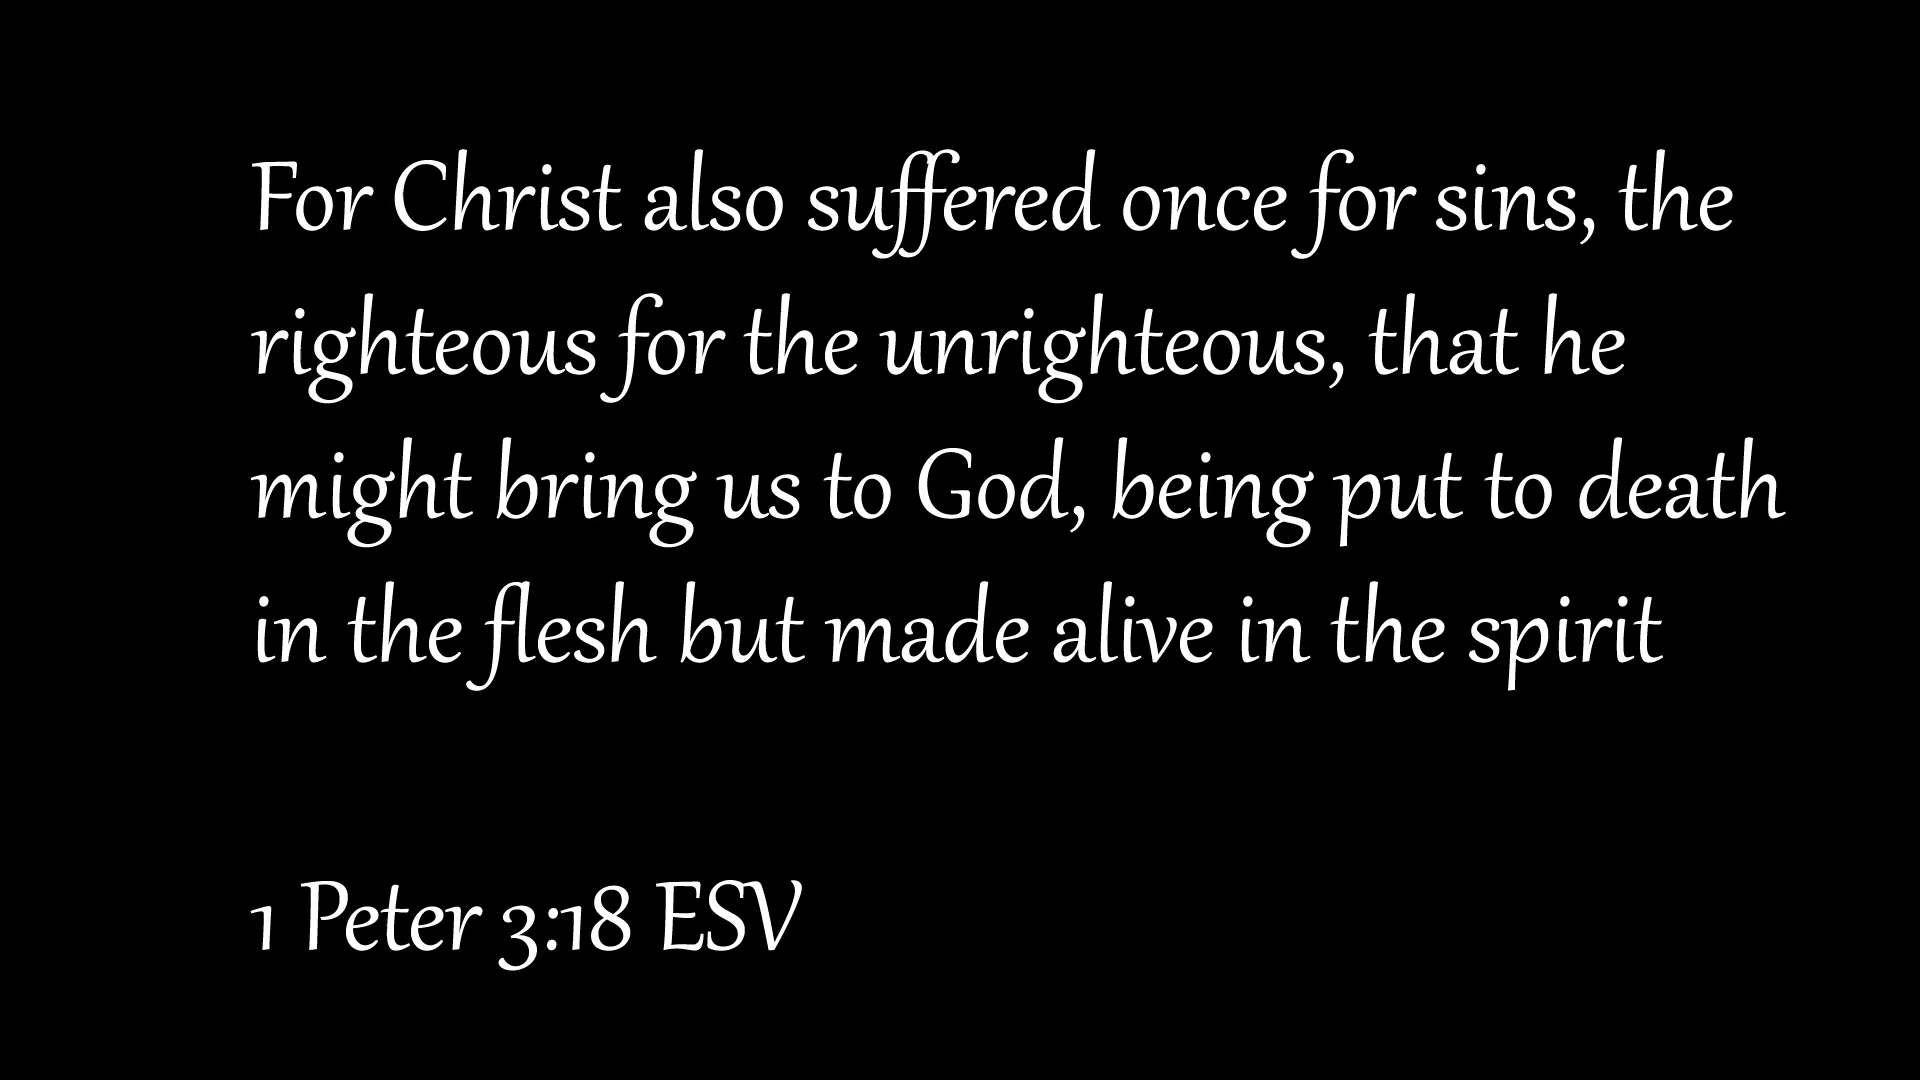 For Christ also suffered once for sins, the
righteous for the unrighteous, that he
might bring us to God, being put to death
in the flesh but made alive in the spirit
1 Peter 3:18 ESV